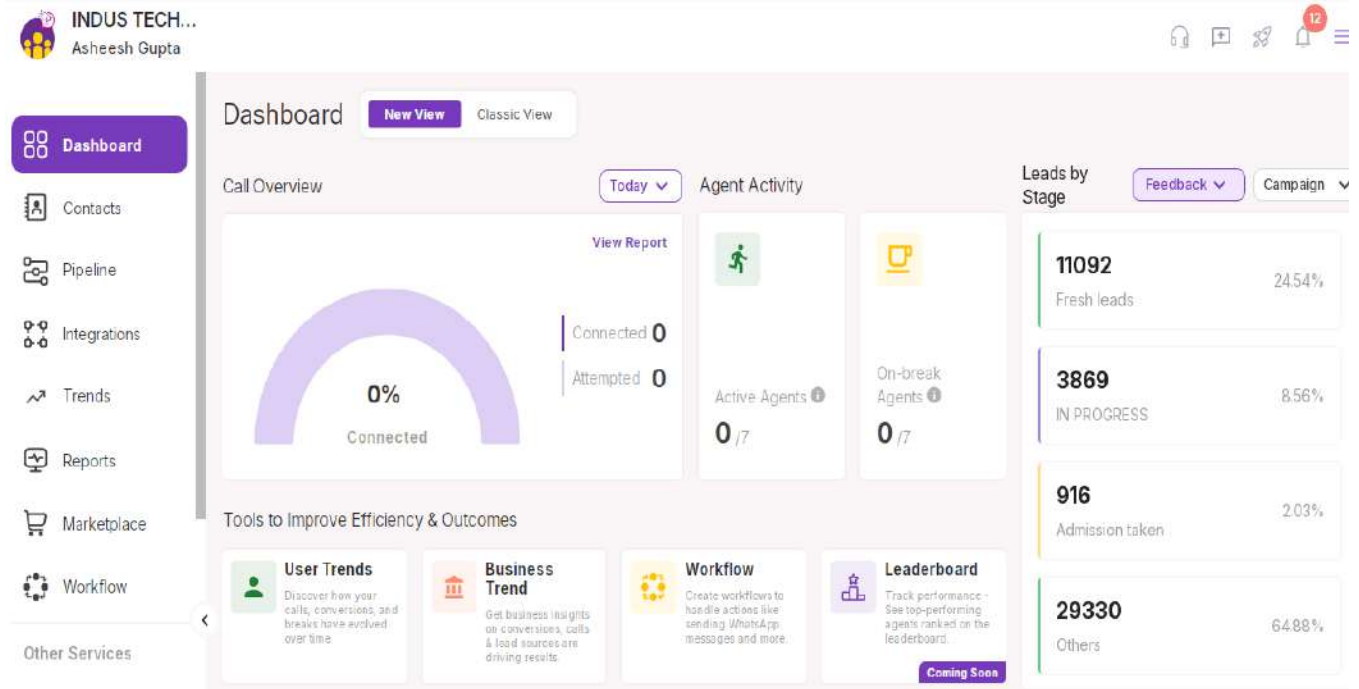 INDUS TECH...
Asheesh Gupta
12
Dashboard
Contacts
Pipeline
Integrations
Trends
Reports
Marketplace
Workflow
Other Services
Dashboard
New View
Classic View
Call Overview
Today
View Report
0%
Connected
Connected 0
Attempted 0
Agent Activity
Active Agents
0 /7
On-break
Agents
0 /7
Tools to Improve Efficiency & Outcomes
User Trends
Discover how your
calls, conversions, and
breaks have evolved
over time.
Business
Trend
Get business insights
on conversions, calls
& lead sources are
driving results.
Workflow
Create workflows to
handle actions like
sending WhatsApp
messages and more.
Leaderboard
Track performance -
See top-performing
agents ranked on the
leaderboard.
Coming Soon
Leads by
Stage
Feedback
Campaign
11092
Fresh leads
24.54%
3869
IN PROGRESS
8.56%
916
Admission taken
2.03%
29330
Others
64.88%